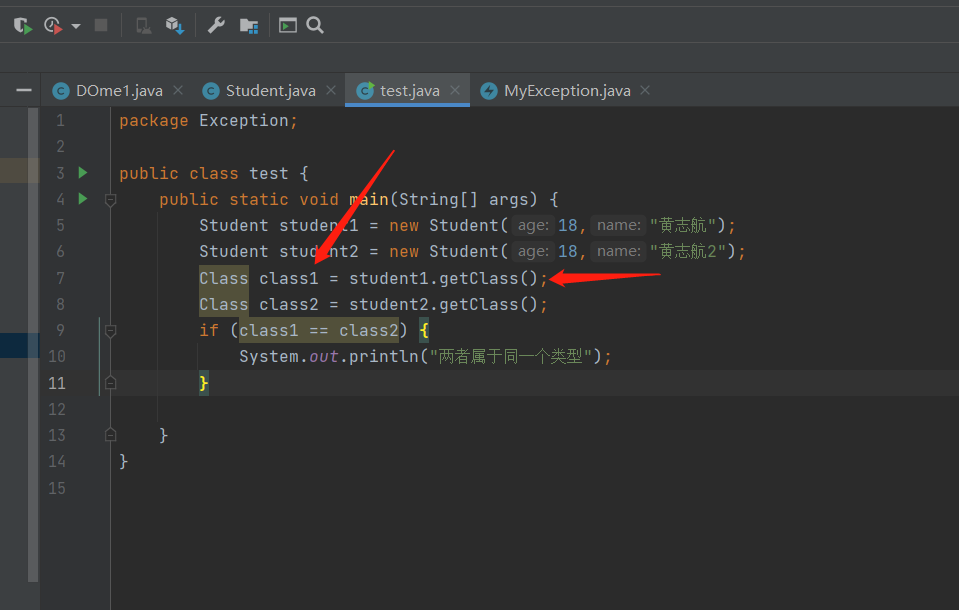 DOme1.java Student.java test.java MyException.java
1 package Exception;
2
3 public class test {
4 public static void main(String[] args) {
5 Student student1 = new Student( age: 18, name: "黄志航");
6 Student student2 = new Student( age: 18, name: "黄志航2");
7 Class class1 = student1.getClass();
8 Class class2 = student2.getClass();
9 if (class1 == class2) {
10 System.out.println("两者属于同一个类型");
11 }
12
13 }
14 }
15